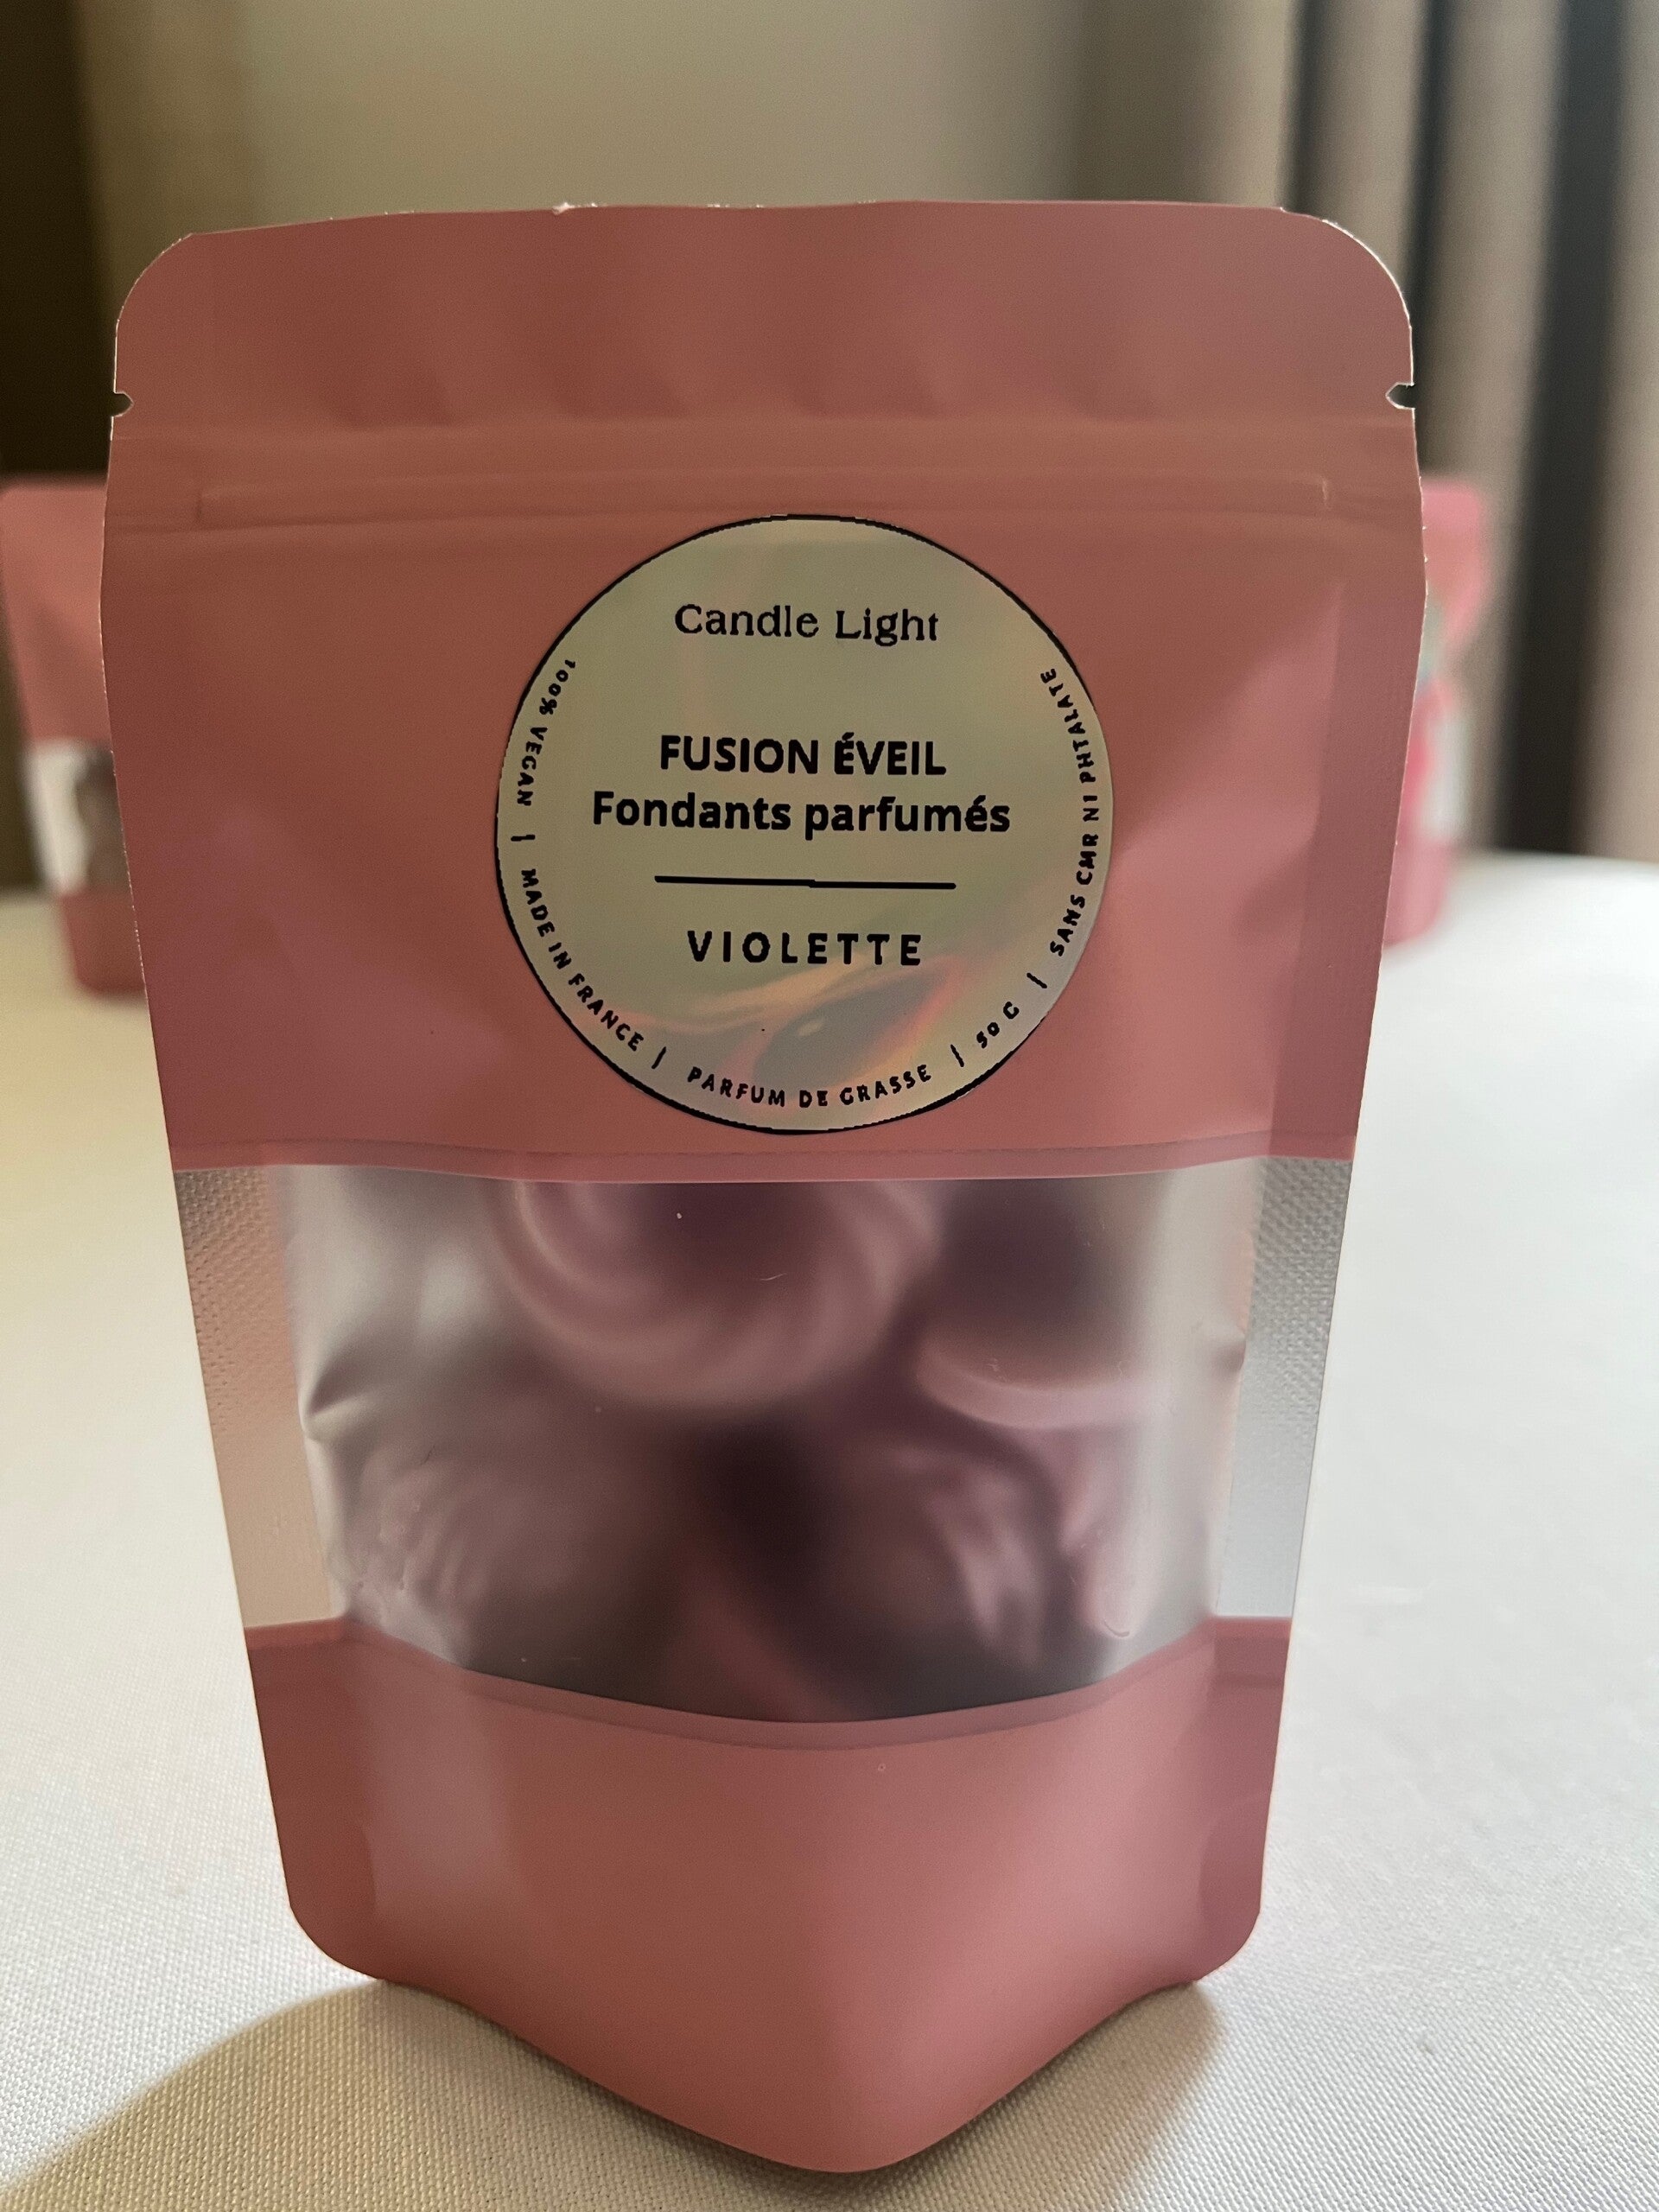 Candle Light
FUSION ÉVEIL
Fondants parfumés
VIOLETTE
100% VEGAN | MADE IN FRANCE | PARFUM DE GRASSE | 50 G | SANS CMR NI PHTALATE